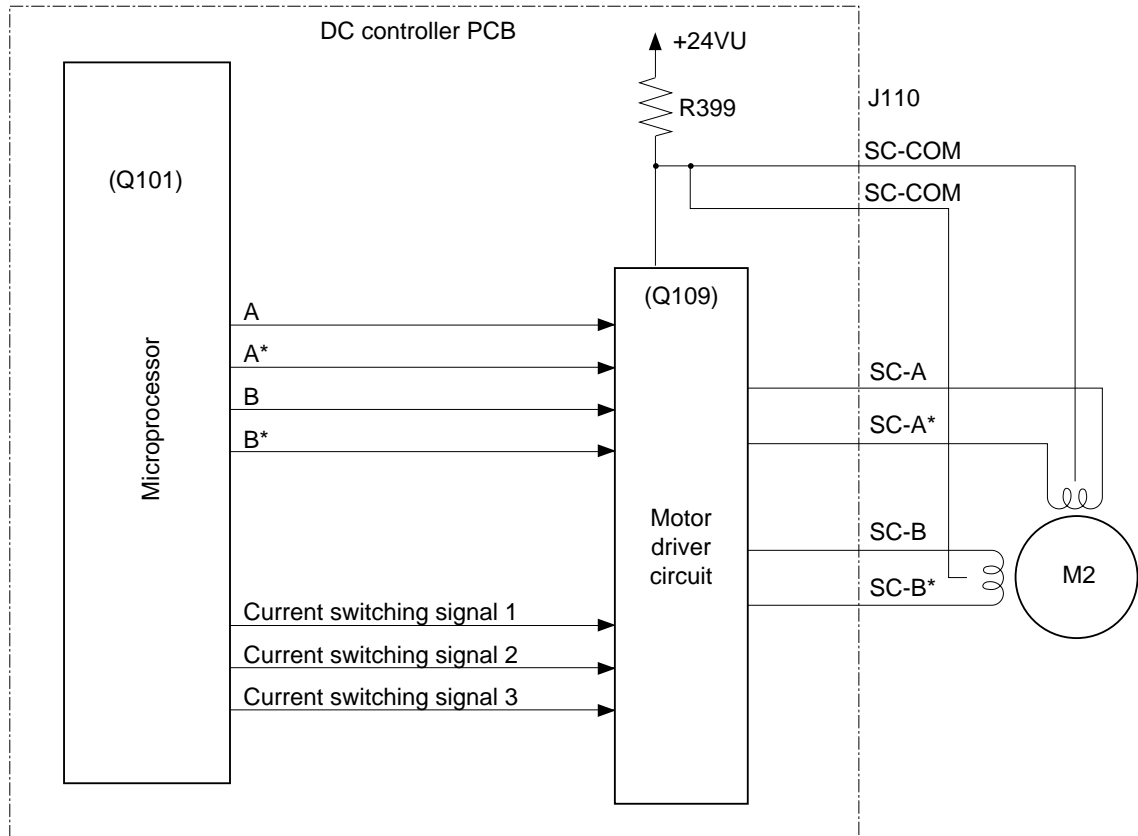 DC controller PCB
+24VU
R399
J110
SC-COM
SC-COM
(Q101)
(Q109)
A
A*
B
B*
Microprocessor
Motor
driver
circuit
SC-A
SC-A*
SC-B
SC-B*
M2
Current switching signal 1
Current switching signal 2
Current switching signal 3